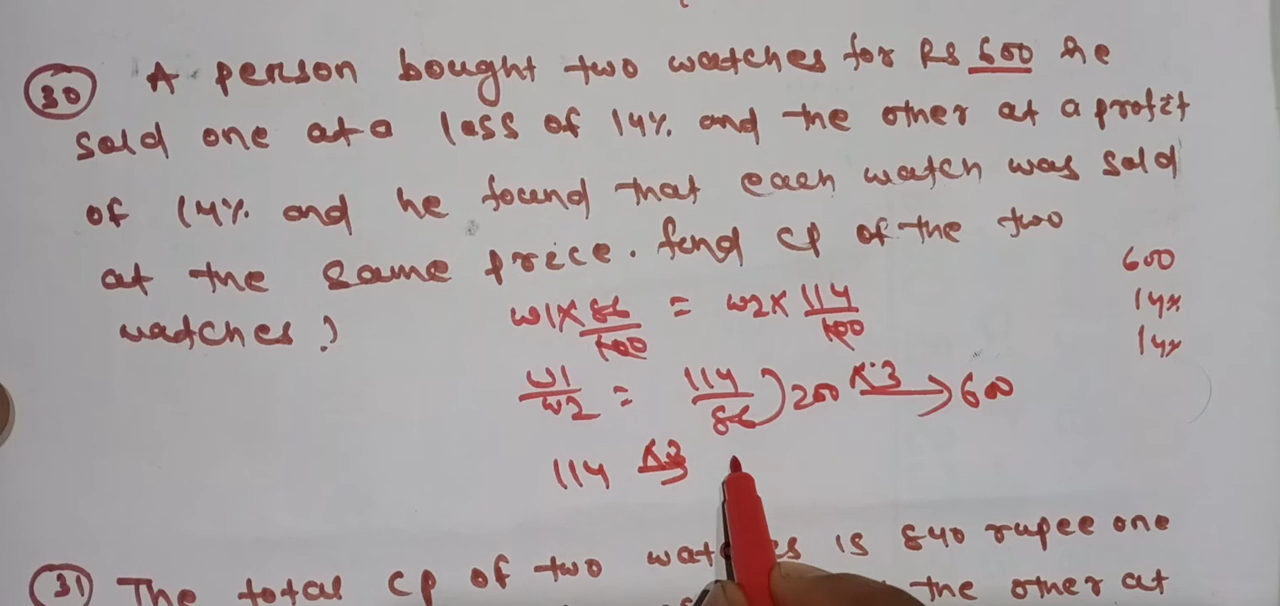 30 A person bought two watches for Rs 600 he
sold one at a loss of 14% and the other at a profit
of 14% and he found that each watch was sold
at the same price. find cp of the two
watches?
600
14%
14%
w1 x 86/100 = w2 x 114/100
w1/w2 = 114/86 ) 200 x3 → 600
114 x3
31 The total cp of two watches is 840 rupee one
the other at